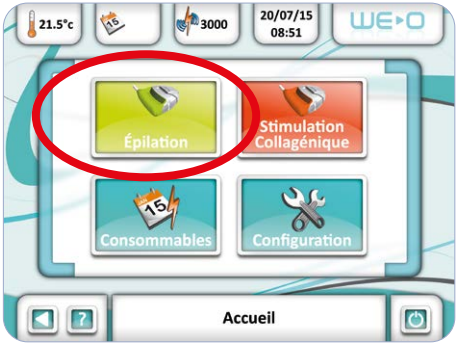 21.5°c
15
3000
20/07/15
08:51
WE▸O
Épilation
Stimulation
Collagénique
15
Consommables
Configuration
?
Accueil